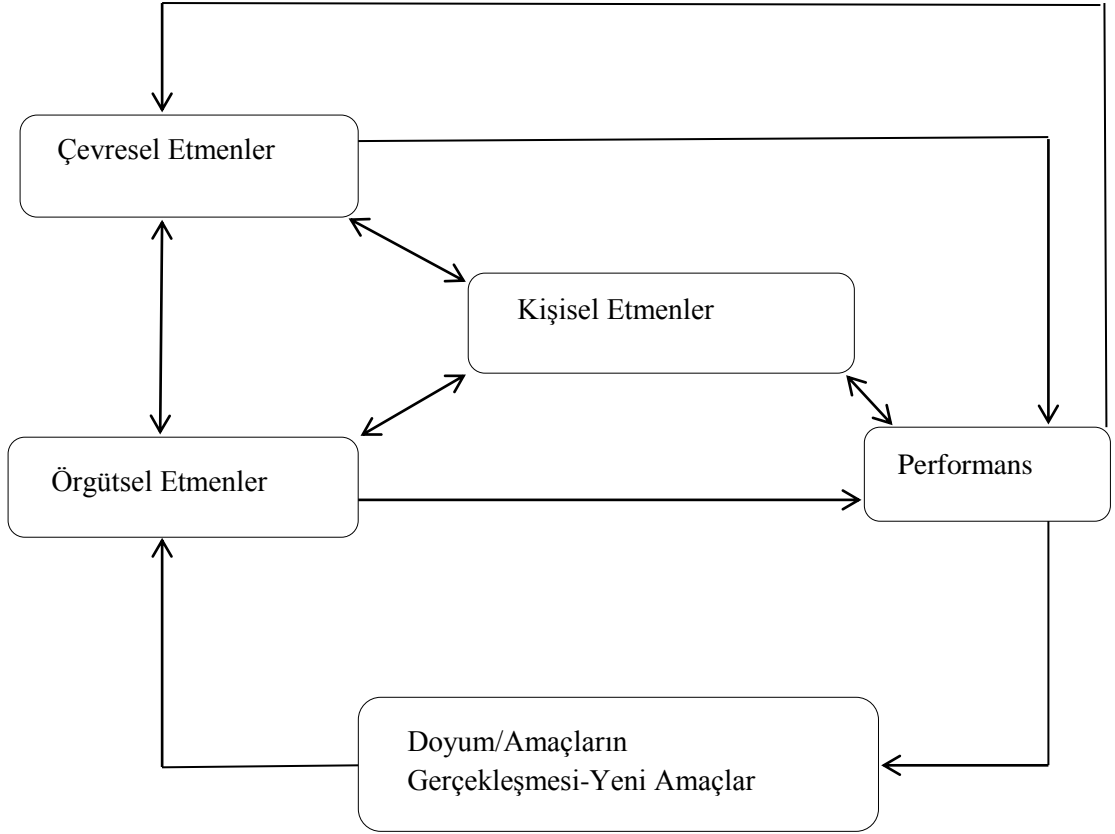 Çevresel Etmenler
Kişisel Etmenler
Örgütsel Etmenler
Performans
Doyum/Amaçların
Gerçekleşmesi-Yeni Amaçlar